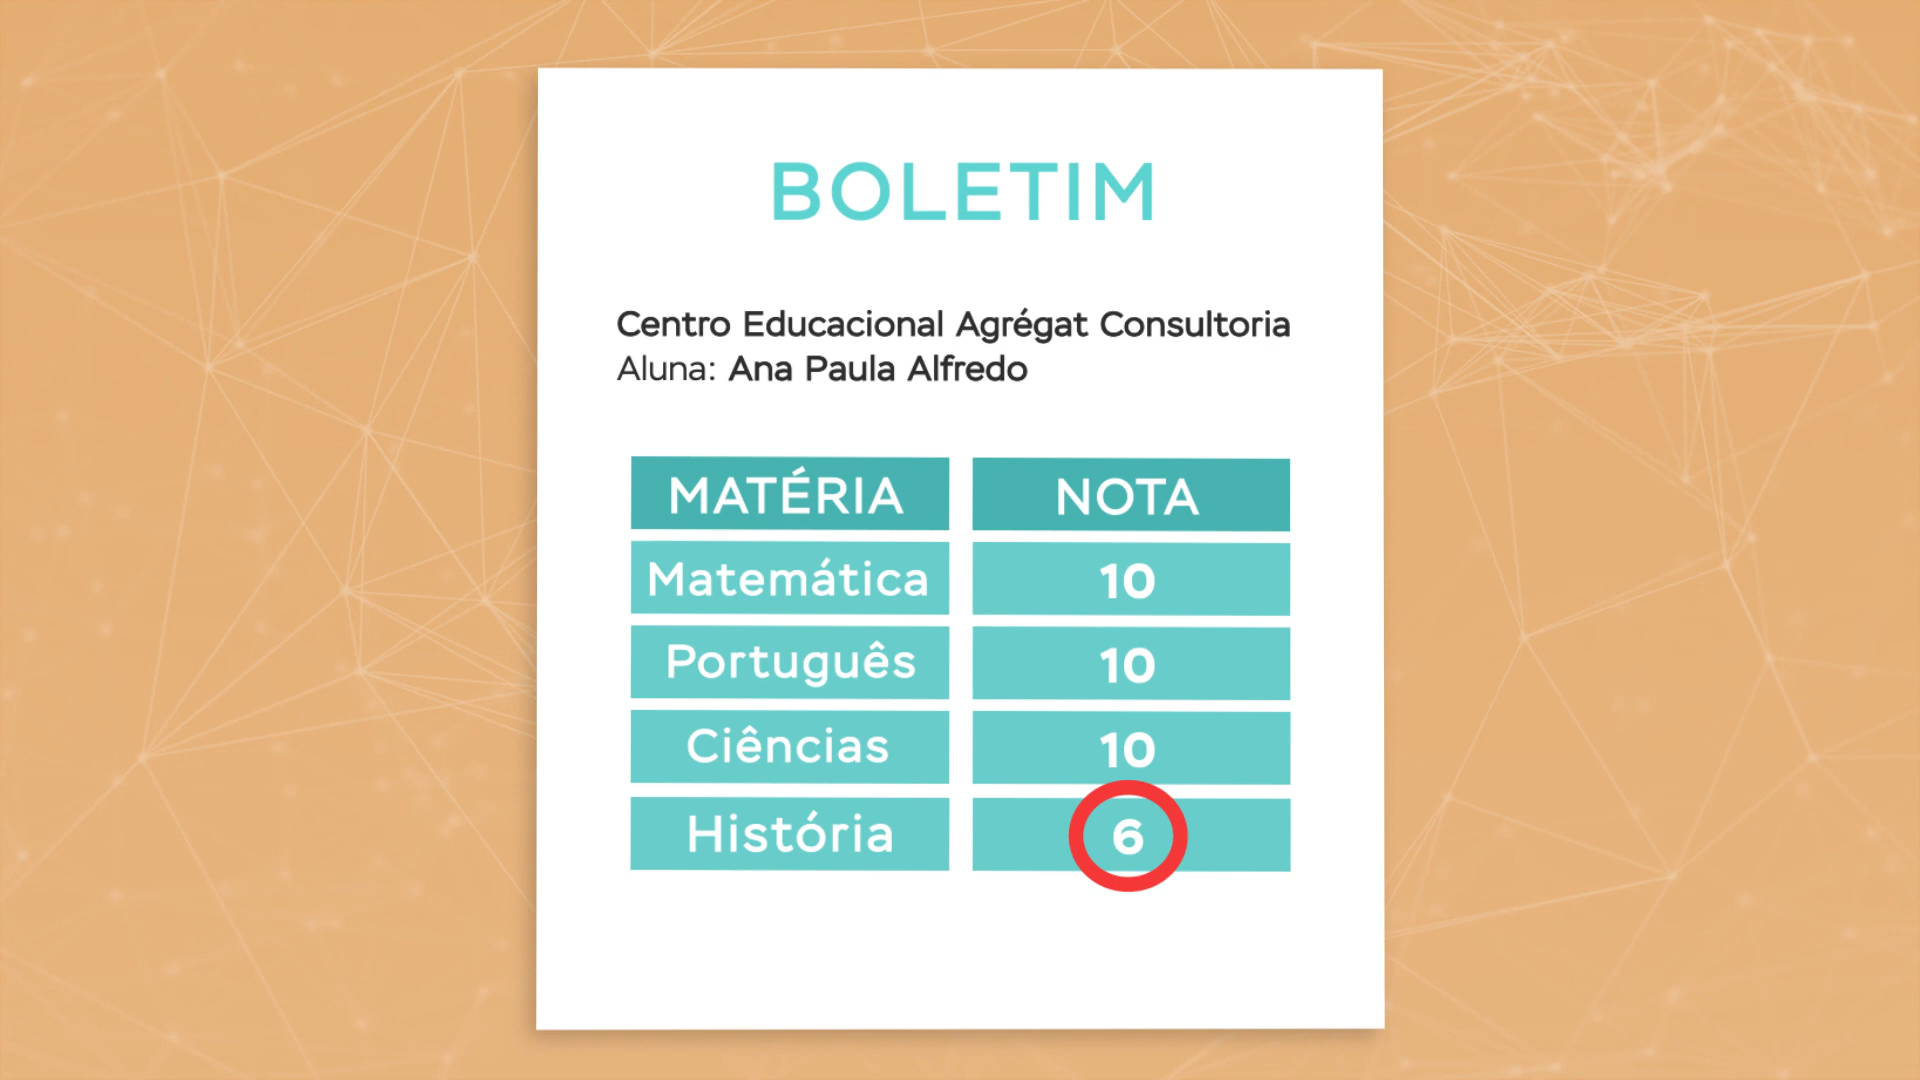 BOLETIM
Centro Educacional Agrégat Consultoria
Aluna: Ana Paula Alfredo
MATÉRIA NOTA
Matemática 10
Português 10
Ciências 10
História 6